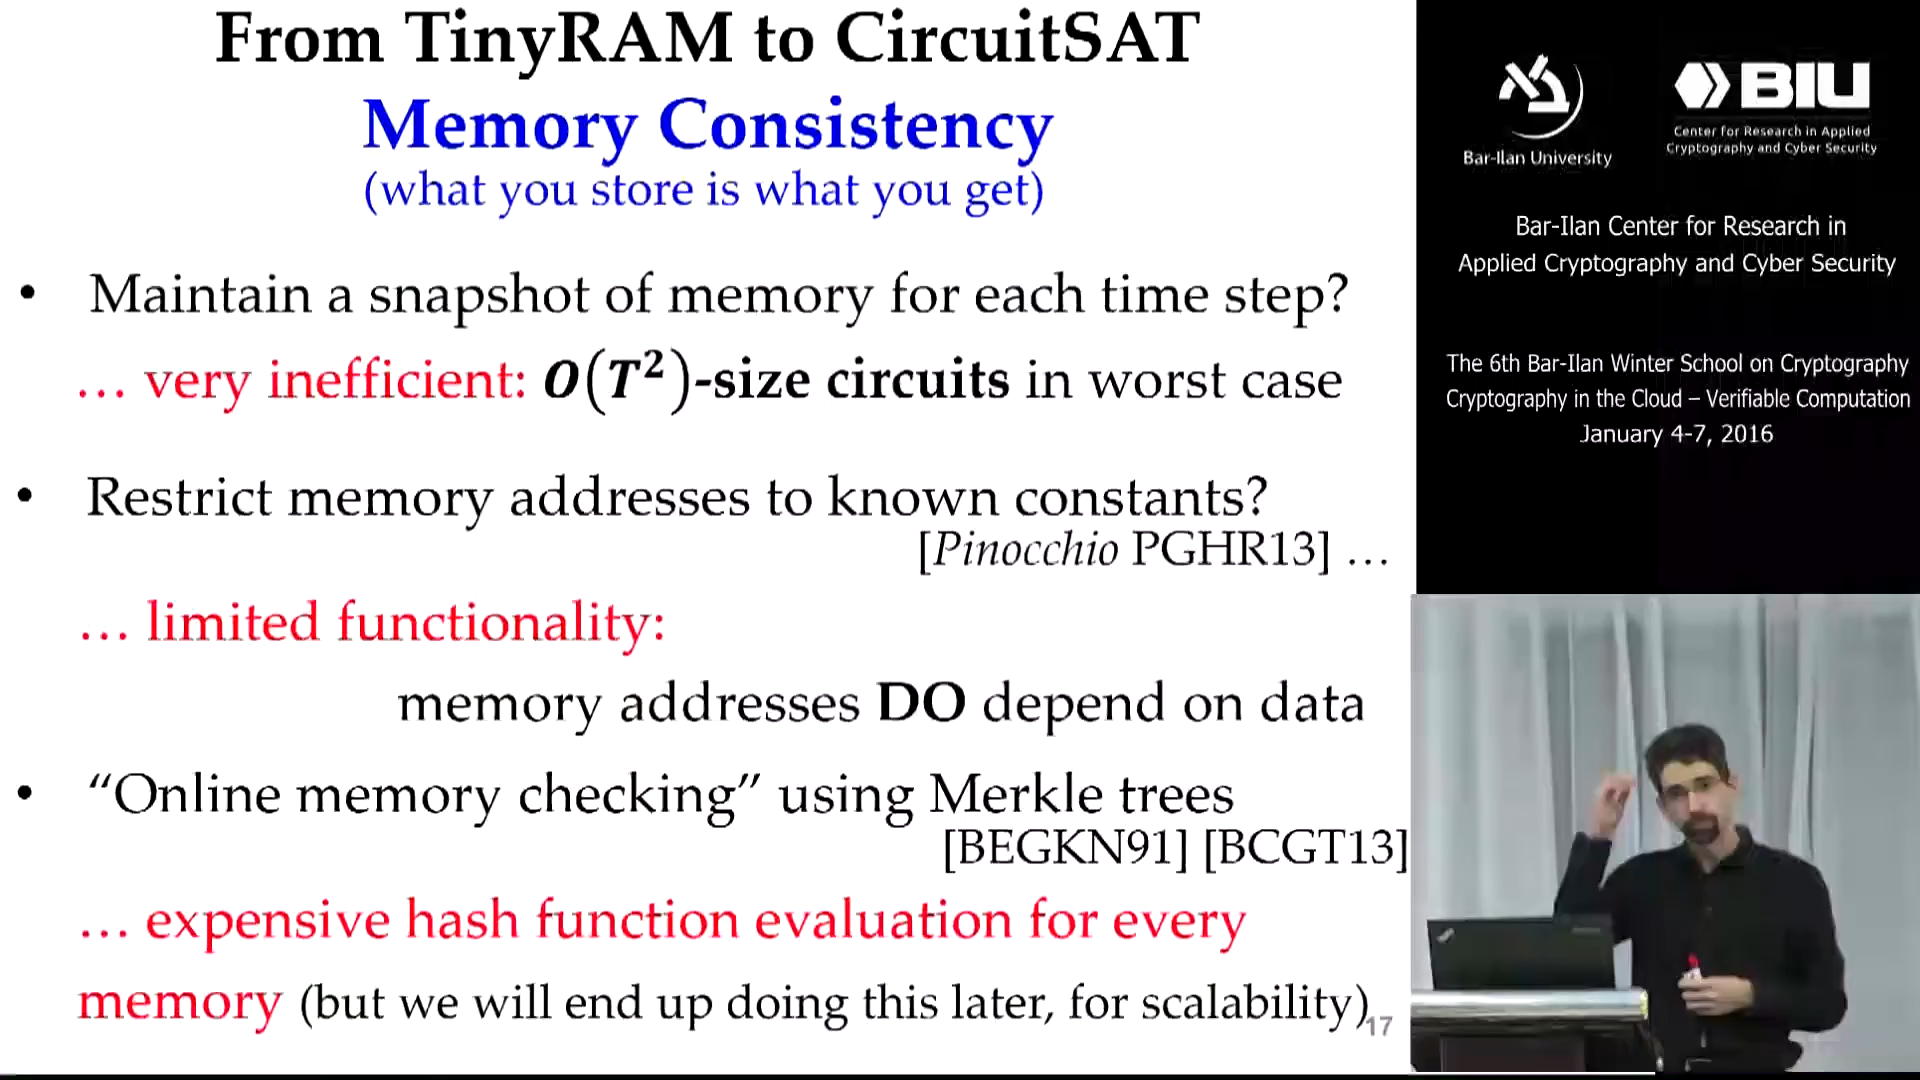 From TinyRAM to CircuitSAT
Memory Consistency
(what you store is what you get)
• Maintain a snapshot of memory for each time step?
… very inefficient: O(T²)-size circuits in worst case
• Restrict memory addresses to known constants?
[Pinocchio PGHR13] …
… limited functionality:
memory addresses DO depend on data
• “Online memory checking” using Merkle trees
[BEGKN91] [BCGT13]
… expensive hash function evaluation for every
memory (but we will end up doing this later, for scalability)
17
Bar-Ilan University
BIU
Center for Research in Applied
Cryptography and Cyber Security
Bar-Ilan Center for Research in
Applied Cryptography and Cyber Security
The 6th Bar-Ilan Winter School on Cryptography
Cryptography in the Cloud – Verifiable Computation
January 4-7, 2016